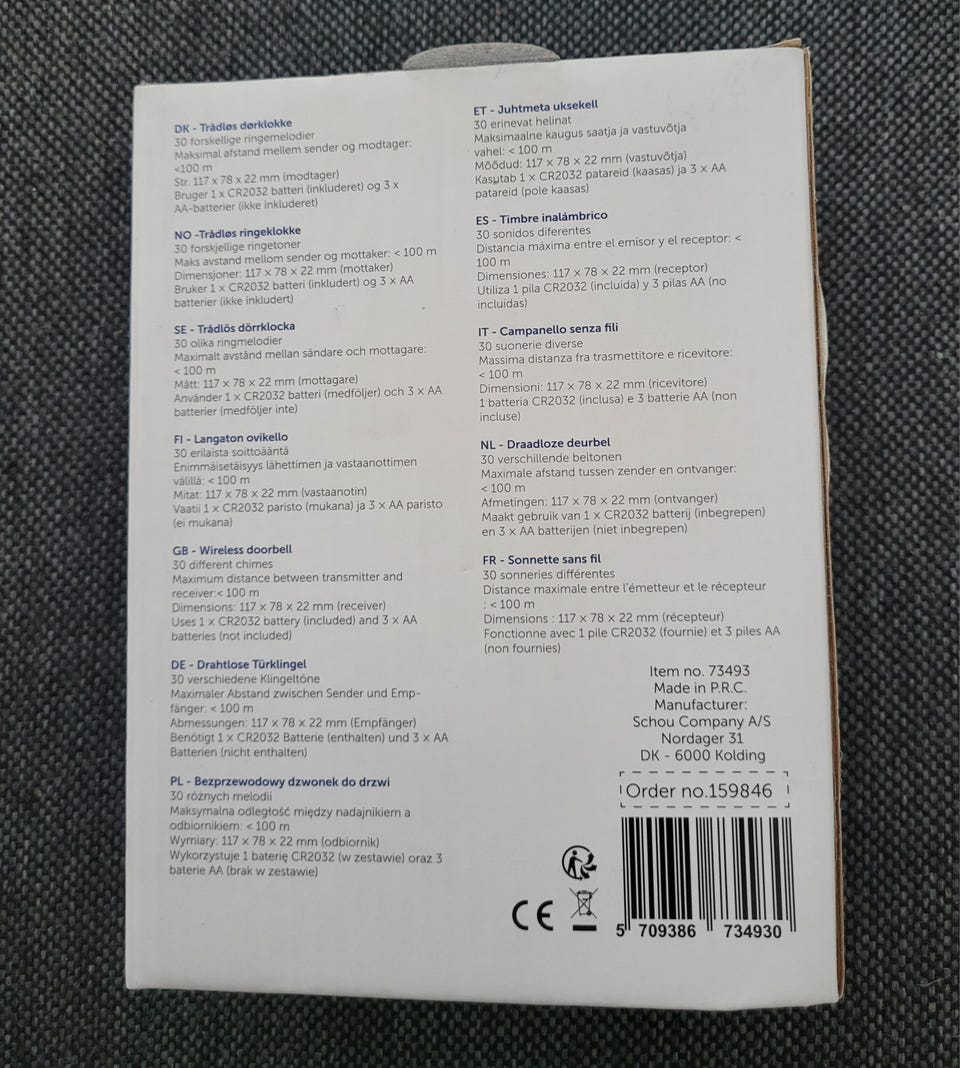 DK - Trådløs dørklokke
30 forskellige ringemelodier
Maksimal afstand mellem sender og modtager:
<100 m
Str. 117 x 78 x 22 mm (modtager)
Bruger 1 x CR2032 batteri (inkluderet) og 3 x
AA-batterier (ikke inkluderet)
NO -Trådløs ringeklokke
30 forskjellige ringetoner
Maks avstand mellom sender og mottaker: < 100 m
Dimensjoner: 117 x 78 x 22 mm (mottaker)
Bruker 1 x CR2032 batteri (inkludert) og 3 x AA
batterier (ikke inkludert)
SE - Trådlös dörrklocka
30 olika ringmelodier
Maximalt avstånd mellan sändare och mottagare:
< 100 m
Mått: 117 x 78 x 22 mm (mottagare)
Använder 1 x CR2032 batteri (medföljer) och 3 x AA
batterier (medföljer inte)
FI - Langaton ovikello
30 erilaista soittoääntä
Enimmäisetäisyys lähettimen ja vastaanottimen
välillä: < 100 m
Mitat: 117 x 78 x 22 mm (vastaanotin)
Vaatii 1 x CR2032 paristo (mukana) ja 3 x AA paristo
(ei mukana)
GB - Wireless doorbell
30 different chimes
Maximum distance between transmitter and
receiver:< 100 m
Dimensions: 117 x 78 x 22 mm (receiver)
Uses 1 x CR2032 battery (included) and 3 x AA
batteries (not included)
DE - Drahtlose Türklingel
30 verschiedene Klingeltöne
Maximaler Abstand zwischen Sender und Emp-
fänger: < 100 m
Abmessungen: 117 x 78 x 22 mm (Empfänger)
Benötigt 1 x CR2032 Batterie (enthalten) und 3 x AA
Batterien (nicht enthalten)
PL - Bezprzewodowy dzwonek do drzwi
30 różnych melodii
Maksymalna odległość między nadajnikiem a
odbiornikiem: < 100 m
Wymiary: 117 x 78 x 22 mm (odbiornik)
Wykorzystuje 1 baterię CR2032 (w zestawie) oraz 3
baterie AA (brak w zestawie)
ET - Juhtmeta uksekell
30 erinevat helinat
Maksimaalne kaugus saatja ja vastuvõtja
vahel: < 100 m
Mõõdud: 117 x 78 x 22 mm (vastuvõtja)
Kasutab 1 x CR2032 patareid (kaasas) ja 3 x AA
patareid (pole kaasas)
ES - Timbre inalámbrico
30 sonidos diferentes
Distancia máxima entre el emisor y el receptor: <
100 m
Dimensiones: 117 x 78 x 22 mm (receptor)
Utiliza 1 pila CR2032 (incluida) y 3 pilas AA (no
incluidas)
IT - Campanello senza fili
30 suonerie diverse
Massima distanza fra trasmettitore e ricevitore:
< 100 m
Dimensioni: 117 x 78 x 22 mm (ricevitore)
1 batteria CR2032 (inclusa) e 3 batterie AA (non
incluse)
NL - Draadloze deurbel
30 verschillende beltonen
Maximale afstand tussen zender en ontvanger:
< 100 m
Afmetingen: 117 x 78 x 22 mm (ontvanger)
Maakt gebruik van 1 x CR2032 batterij (inbegrepen)
en 3 x AA batterijen (niet inbegrepen)
FR - Sonnette sans fil
30 sonneries différentes
Distance maximale entre l'émetteur et le récepteur
: < 100 m
Dimensions : 117 x 78 x 22 mm (récepteur)
Fonctionne avec 1 pile CR2032 (fournie) et 3 piles AA
(non fournies)
Item no. 73493
Made in P.R.C.
Manufacturer:
Schou Company A/S
Nordager 31
DK - 6000 Kolding
Order no.159846
CE
5 709386 734930